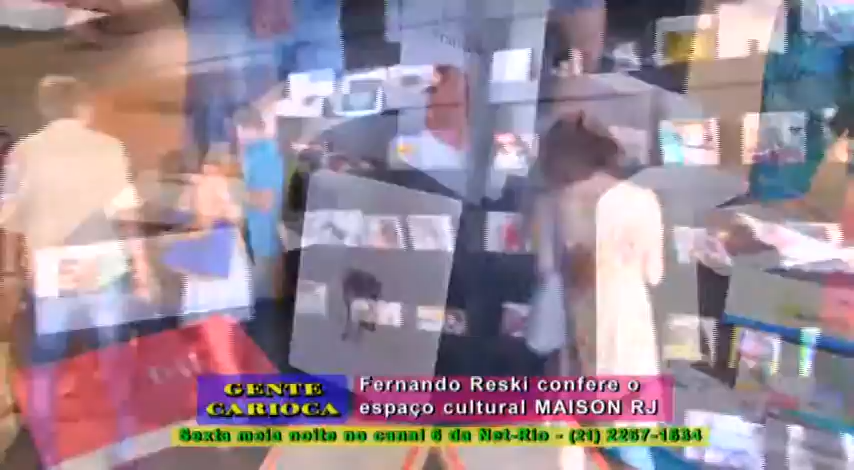 GENTE
CARIOCA
Fernando Reski confere o
espaço cultural MAISON RJ
Sexta meia noite no canal 6 da Net-Rio - (21) 2267-1634